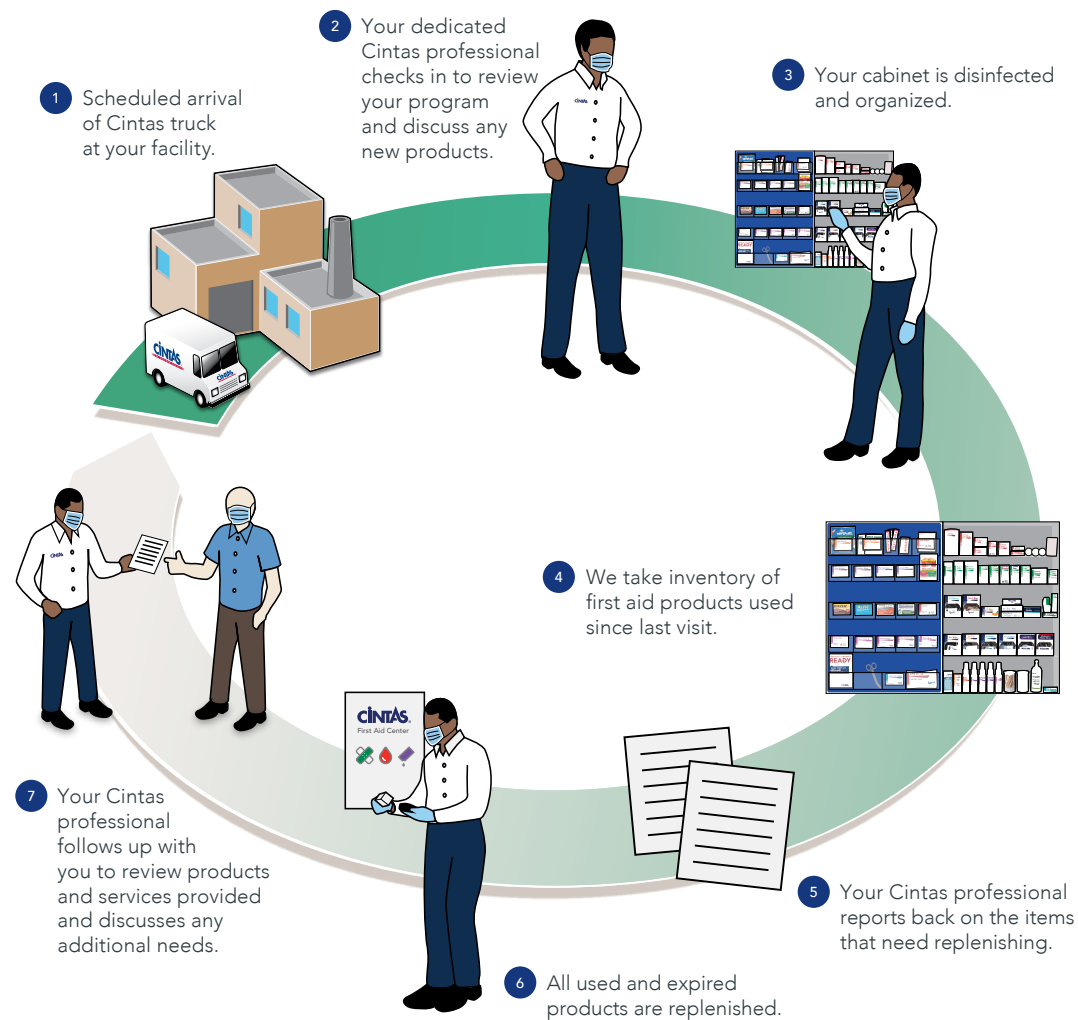 1
Scheduled arrival
of Cintas truck
at your facility.
2
Your dedicated
Cintas professional
checks in to review
your program
and discuss any
new products.
CINTAS
3
Your cabinet is disinfected
and organized.
READY
CINTAS
CINTAS
CINTAS
4
We take inventory of
first aid products used
since last visit.
READY
CINTAS.
First Aid Center
5
Your Cintas professional
reports back on the items
that need replenishing.
6
All used and expired
products are replenished.
7
Your Cintas
professional
follows up with
you to review products
and services provided
and discusses any
additional needs.